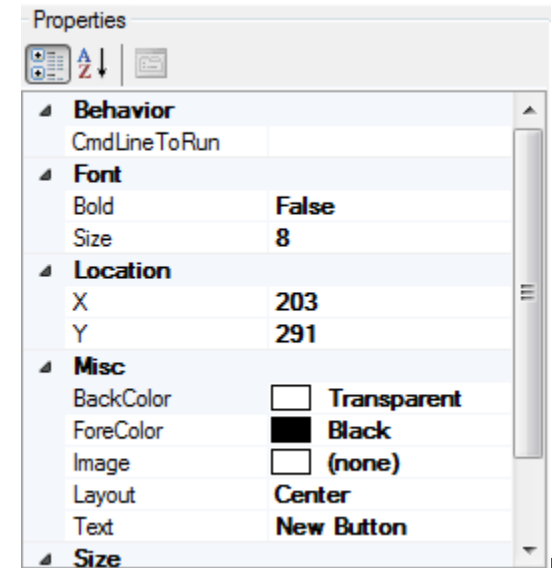 Properties
A
Z
Behavior
CmdLineToRun
Font
Bold False
Size 8
Location
X 203
Y 291
Misc
BackColor Transparent
ForeColor Black
Image (none)
Layout Center
Text New Button
Size